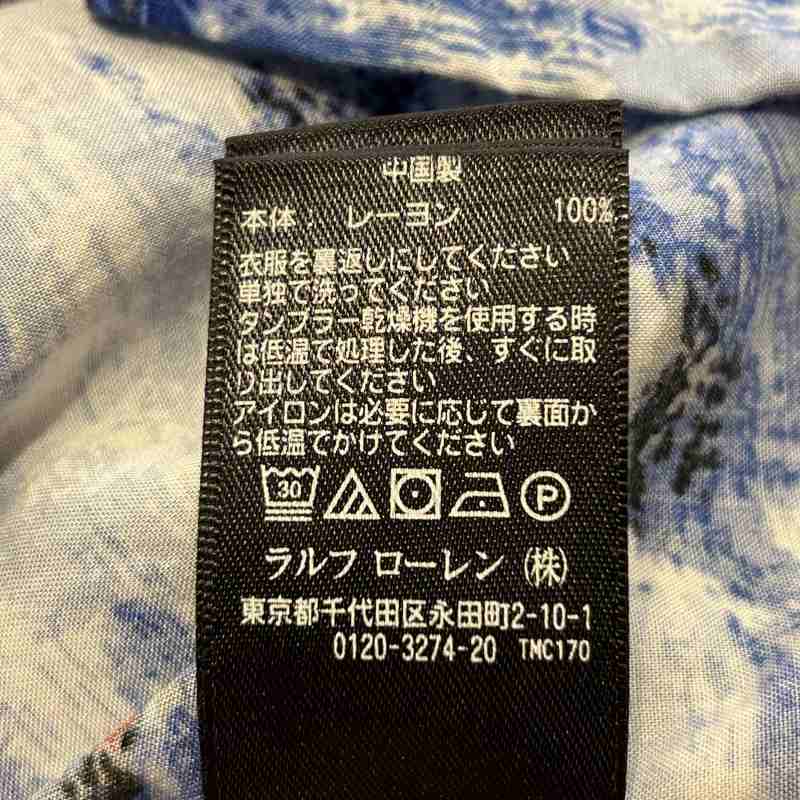 中国製
本体: レーヨン 100%
衣服を裏返しにしてください
単独で洗ってください
タンブラー乾燥機を使用する時
は低温で処理した後、すぐに取
り出してください
アイロンは必要に応じて裏面か
ら低温でかけてください
30 P
ラルフ ローレン (株)
東京都千代田区永田町2-10-1
0120-3274-20 TMC170